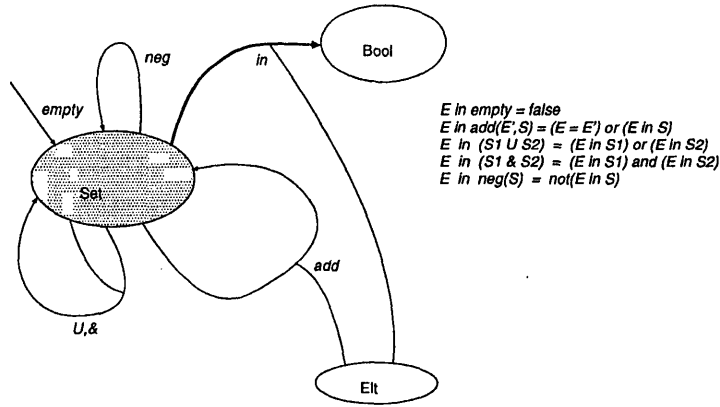 neg
in
Bool
empty
E in empty = false
E in add(E',S) = (E = E') or (E in S)
E in (S1 U S2) = (E in S1) or (E in S2)
E in (S1 & S2) = (E in S1) and (E in S2)
E in neg(S) = not(E in S)
Set
add
U,&
Elt